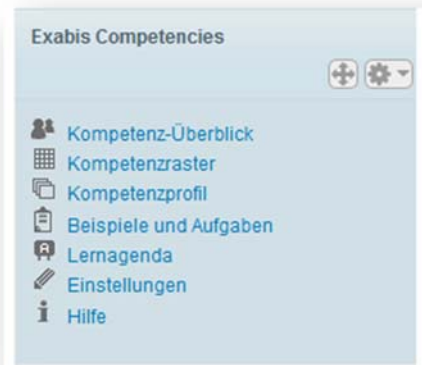 Exabis Competencies
Kompetenz-Überblick
Kompetenzraster
Kompetenzprofil
Beispiele und Aufgaben
Lernagenda
Einstellungen
Hilfe